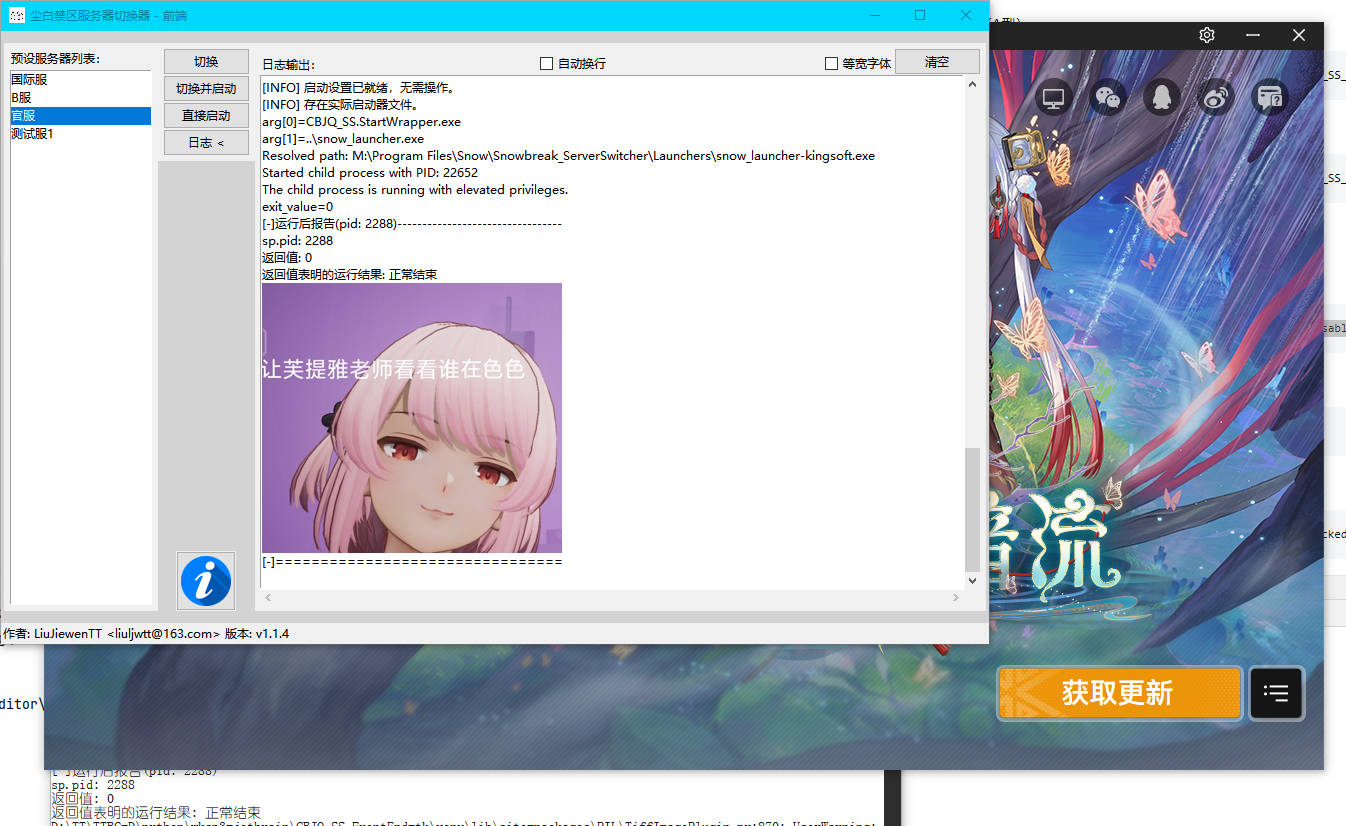 尘白禁区服务器切换器 - 前端
预设服务器列表:
国际服
B服
官服
测试服1
切换
切换并启动
直接启动
日志 <
日志输出:
自动换行
等宽字体
清空
[INFO] 启动设置已就绪，无需操作。
[INFO] 存在实际启动器文件。
arg[0]=CBJQ_SS.StartWrapper.exe
arg[1]=..\snow_launcher.exe
Resolved path: M:\Program Files\Snow\Snowbreak_ServerSwitcher\Launchers\snow_launcher-kingsoft.exe
Started child process with PID: 22652
The child process is running with elevated privileges.
exit_value=0
[-]运行后报告(pid: 2288)---------------------------------
sp.pid: 2288
返回值: 0
返回值表明的运行结果: 正常结束
让芙提雅老师看看谁在色色
[-]=================================
作者: LiuJiewenTT <liuljwtt@163.com> 版本: v1.1.4
_SS_
_SS_
sabl
cked
流
获取更新
ditor\
[-]运行后报告(pid: 2288)
sp.pid: 2288
返回值: 0
返回值表明的运行结果: 正常结束